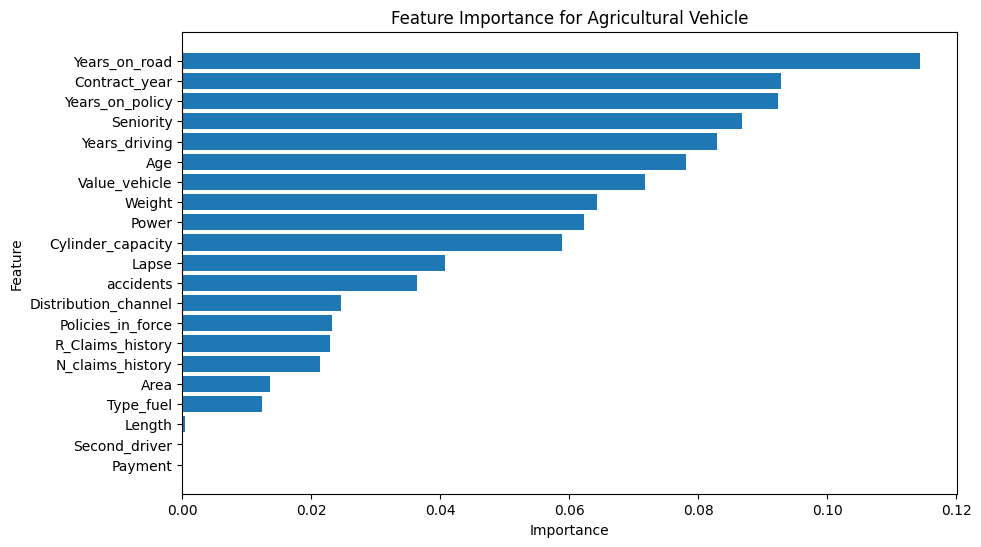 Feature Importance for Agricultural Vehicle
Years_on_road
Contract_year
Years_on_policy
Seniority
Years_driving
Age
Value_vehicle
Weight
Power
Cylinder_capacity
Lapse
accidents
Distribution_channel
Policies_in_force
R_Claims_history
N_claims_history
Area
Type_fuel
Length
Second_driver
Payment
Feature
0.00 0.02 0.04 0.06 0.08 0.10 0.12
Importance